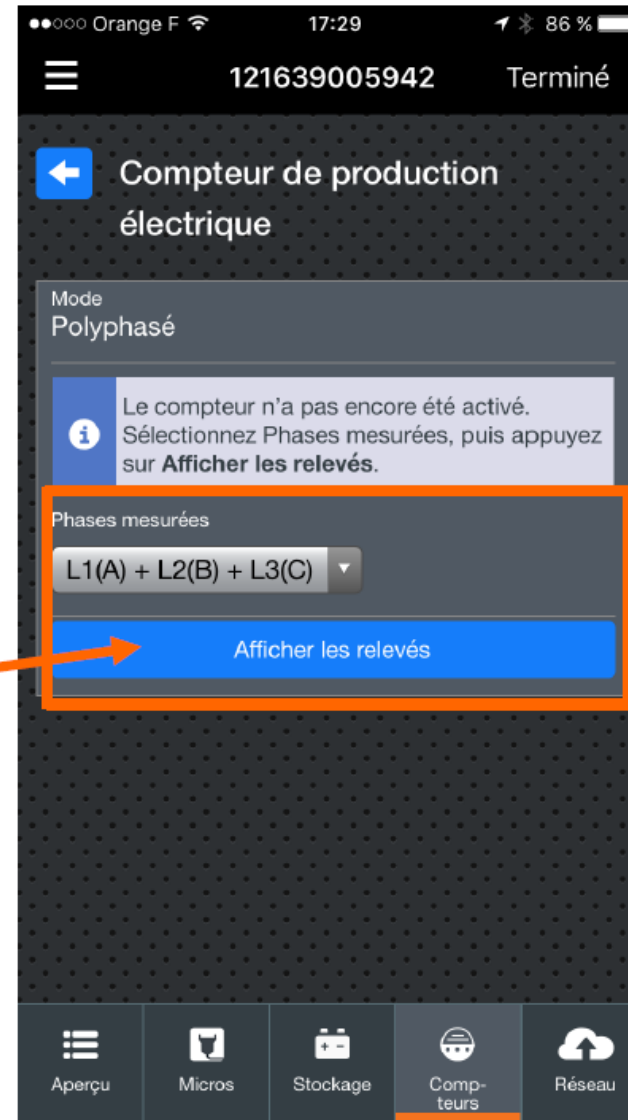 Orange F 17:29 86 %
121639005942 Terminé
Compteur de production
électrique
Mode
Polyphasé
Le compteur n'a pas encore été activé.
Sélectionnez Phases mesurées, puis appuyez
sur Afficher les relevés.
Phases mesurées
L1(A) + L2(B) + L3(C)
Afficher les relevés
Aperçu Micros Stockage Comp-
teurs Réseau